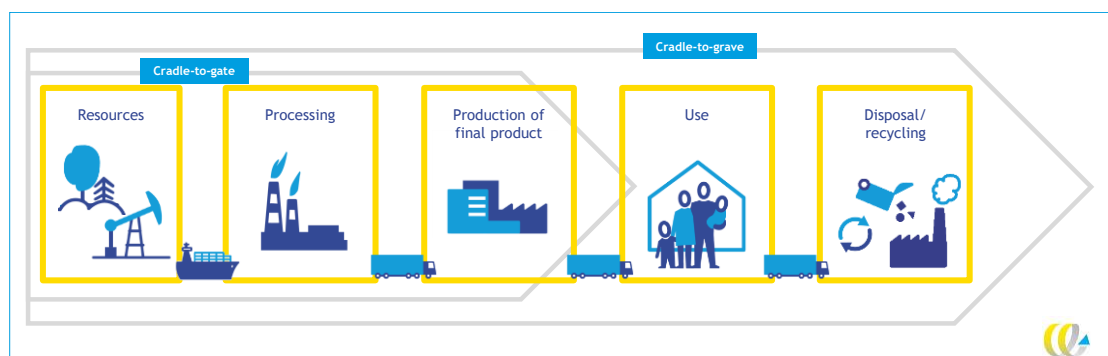 Cradle-to-grave
Cradle-to-gate
Resources
Processing
Production of
final product
Use
Disposal/
recycling